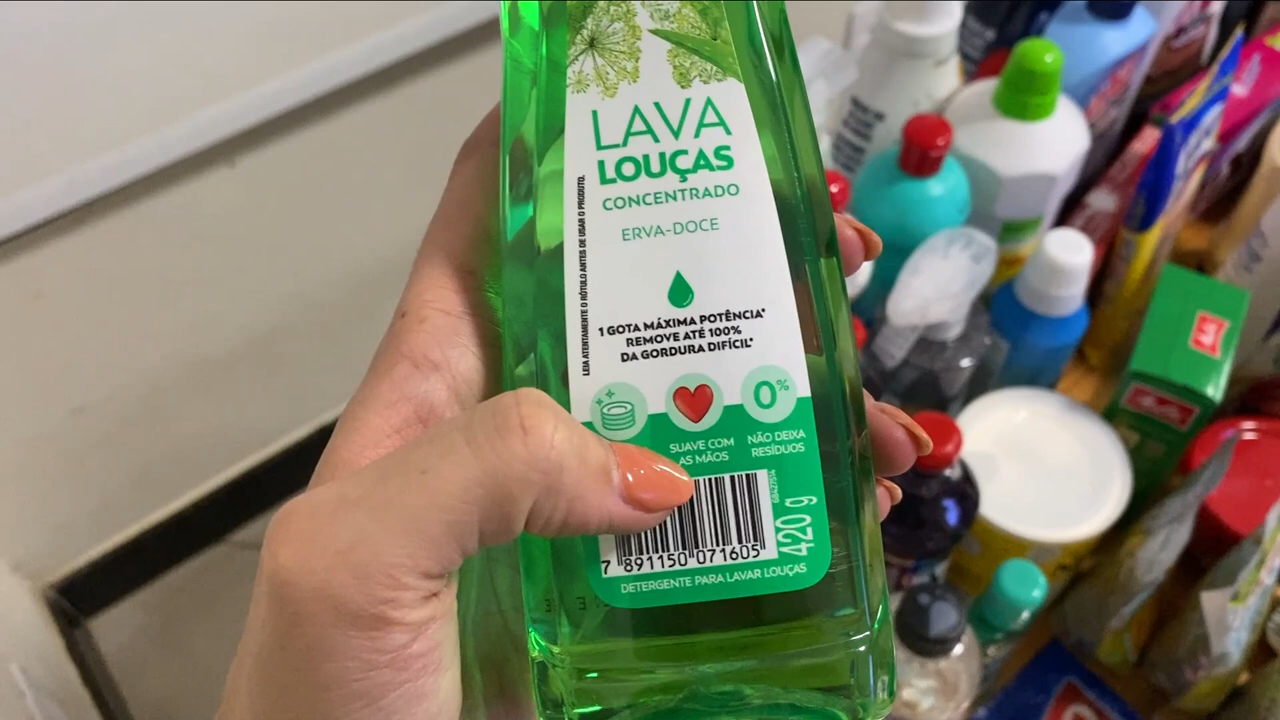 LAVA
LOUÇAS
CONCENTRADO
ERVA-DOCE
LEIA ATENTAMENTE O RÓTULO ANTES DE USAR O PRODUTO.
1 GOTA MÁXIMA POTÊNCIA*
REMOVE ATÉ 100%
DA GORDURA DIFÍCIL*
0%
SUAVE COM
AS MÃOS
NÃO DEIXA
RESÍDUOS
420 g
7 891150 071605
DETERGENTE PARA LAVAR LOUÇAS